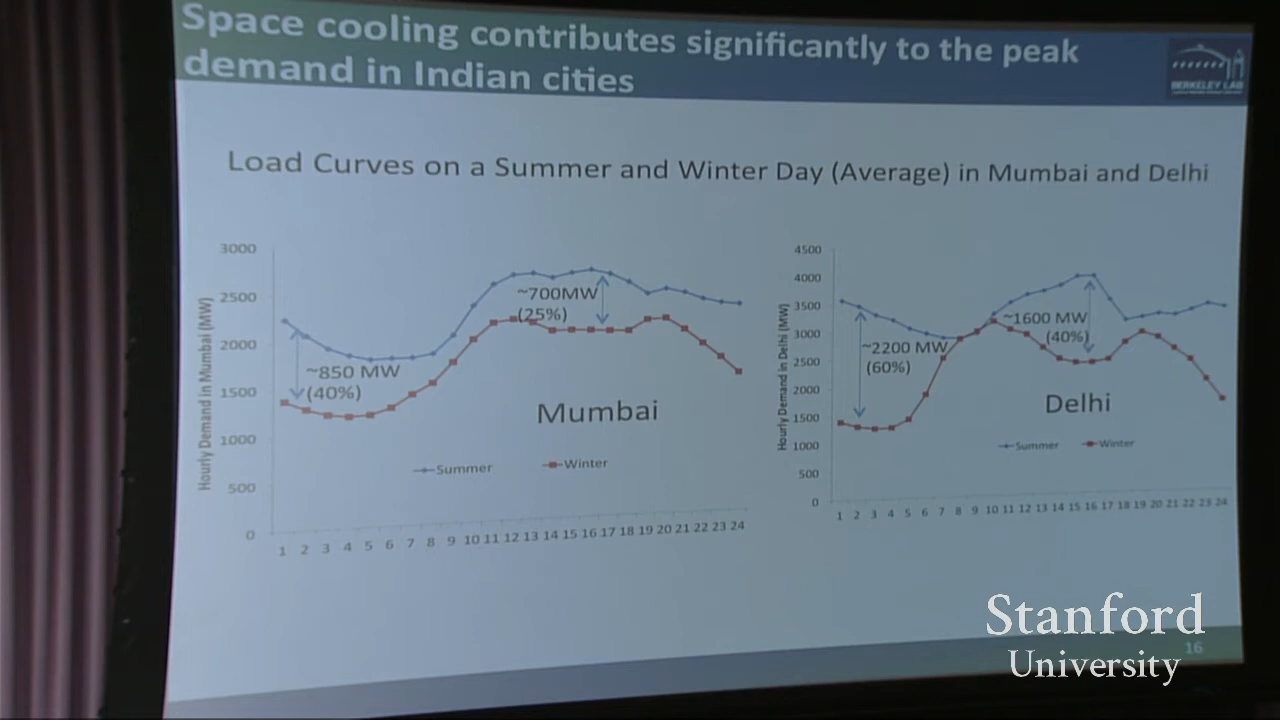 Space cooling contributes significantly to the peak
demand in Indian cities
BERKELEY LAB
Load Curves on a Summer and Winter Day (Average) in Mumbai and Delhi
Hourly Demand in Mumbai (MW)
3000
2500
2000
1500
1000
500
0
~850 MW
(40%)
~700MW
(25%)
Mumbai
Summer
Winter
1 2 3 4 5 6 7 8 9 10 11 12 13 14 15 16 17 18 19 20 21 22 23 24
Hourly Demand in Delhi (MW)
4500
4000
3500
3000
2500
2000
1500
1000
500
0
~2200 MW
(60%)
~1600 MW
(40%)
Delhi
Summer
Winter
1 2 3 4 5 6 7 8 9 10 11 12 13 14 15 16 17 18 19 20 21 22 23 24
16
Stanford
University